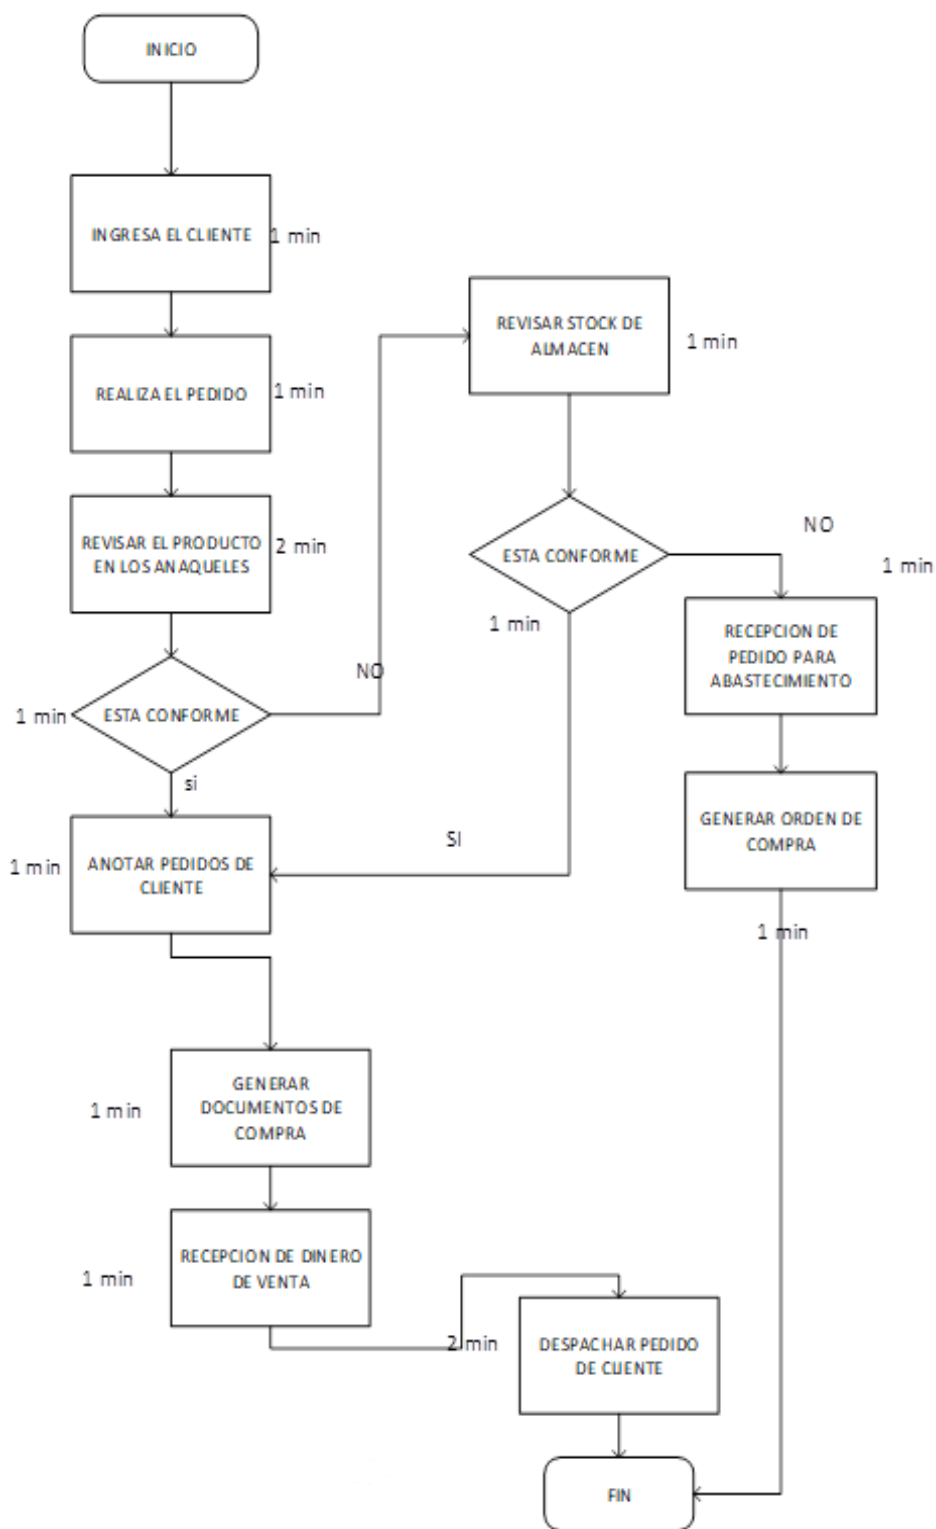 INICIO
INGRESA EL CLIENTE
1 min
REALIZA EL PEDIDO
1 min
REVISAR EL PRODUCTO
EN LOS ANAQUELES
2 min
ESTA CONFORME
1 min
NO
si
REVISAR STOCK DE
ALMACEN
1 min
ESTA CONFORME
1 min
NO
1 min
RECEPCION DE
PEDIDO PARA
ABASTECIMIENTO
GENERAR ORDEN DE
COMPRA
1 min
SI
ANOTAR PEDIDOS DE
CLIENTE
1 min
GENERAR
DOCUMENTOS DE
COMPRA
1 min
RECEPCION DE DINERO
DE VENTA
1 min
2 min
DESPACHAR PEDIDO
DE CLIENTE
FIN